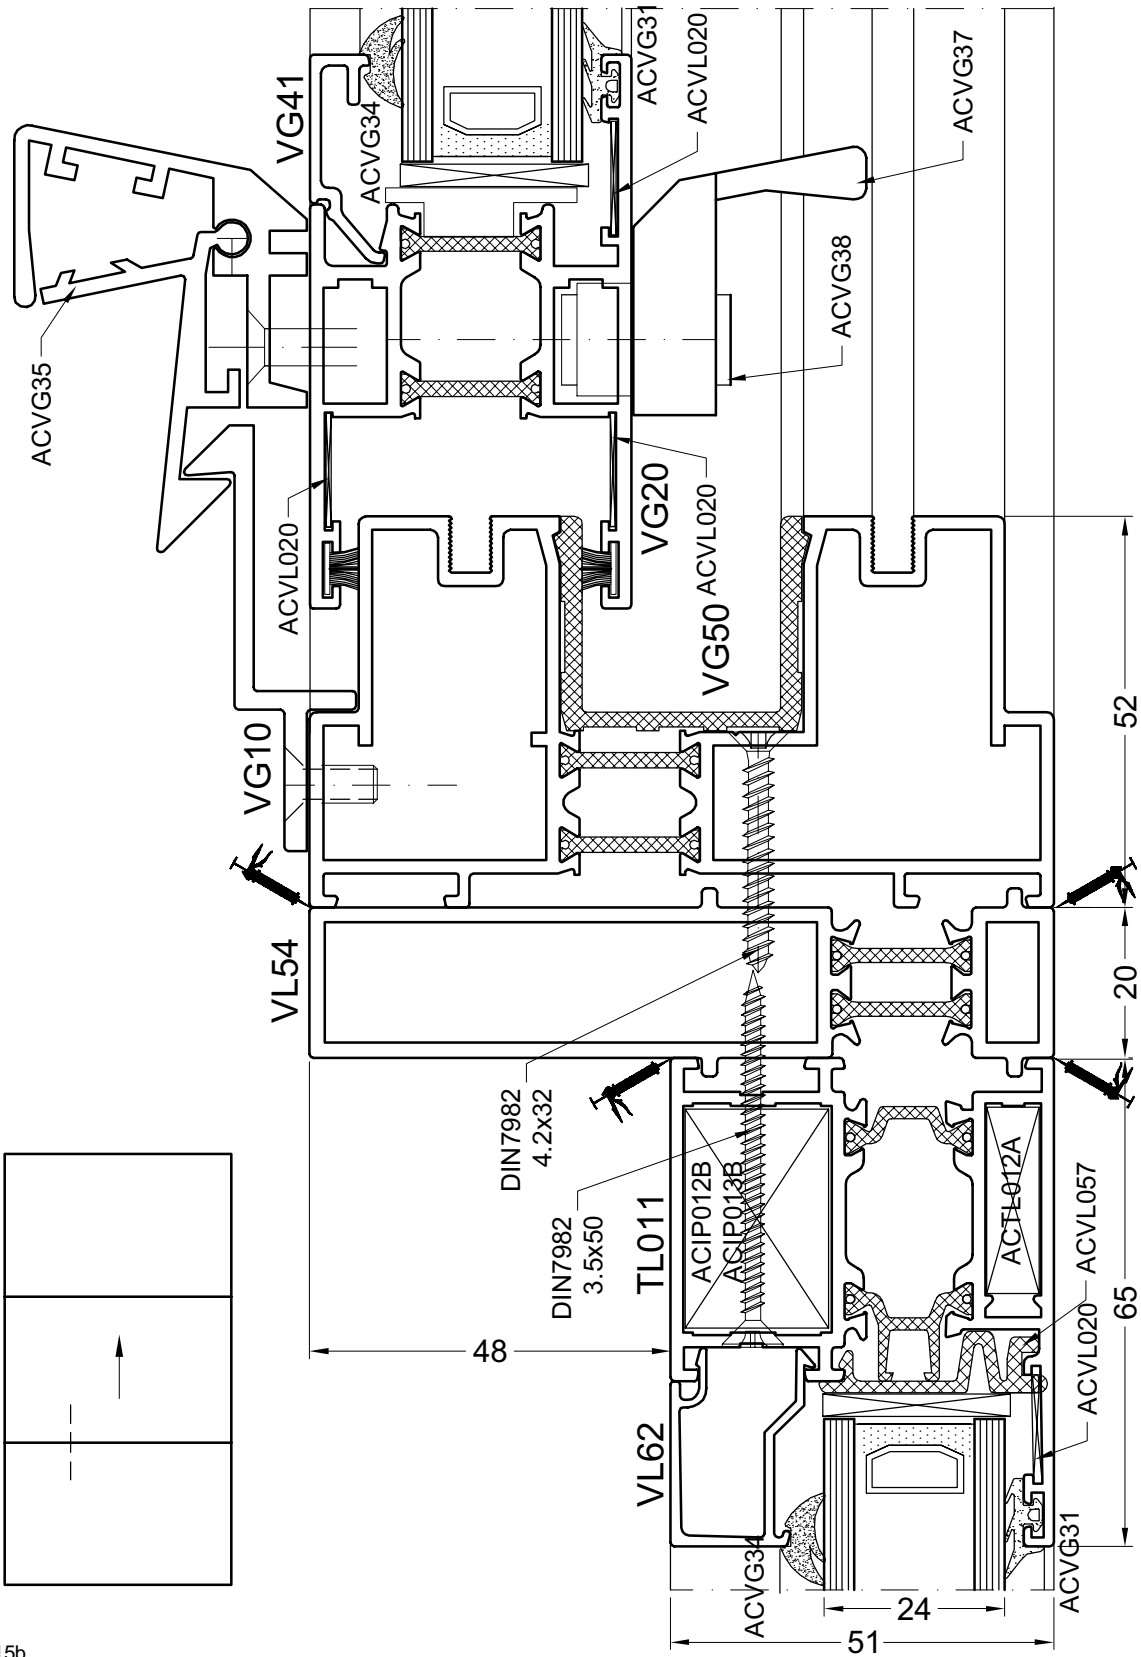 ACVG31
ACVL020
ACVG37
VG41
ACVG34
ACVG38
ACVG35
ACVL020
VG20
ACVL020
VG50
VG10
52
VL54
20
DIN7982
4.2x32
DIN7982
3.5x50
TL011
ACIP012B
ACIP013B
ACTL012A
ACVL057
65
48
ACVL020
VL62
ACVG34
ACVG31
24
51
15b